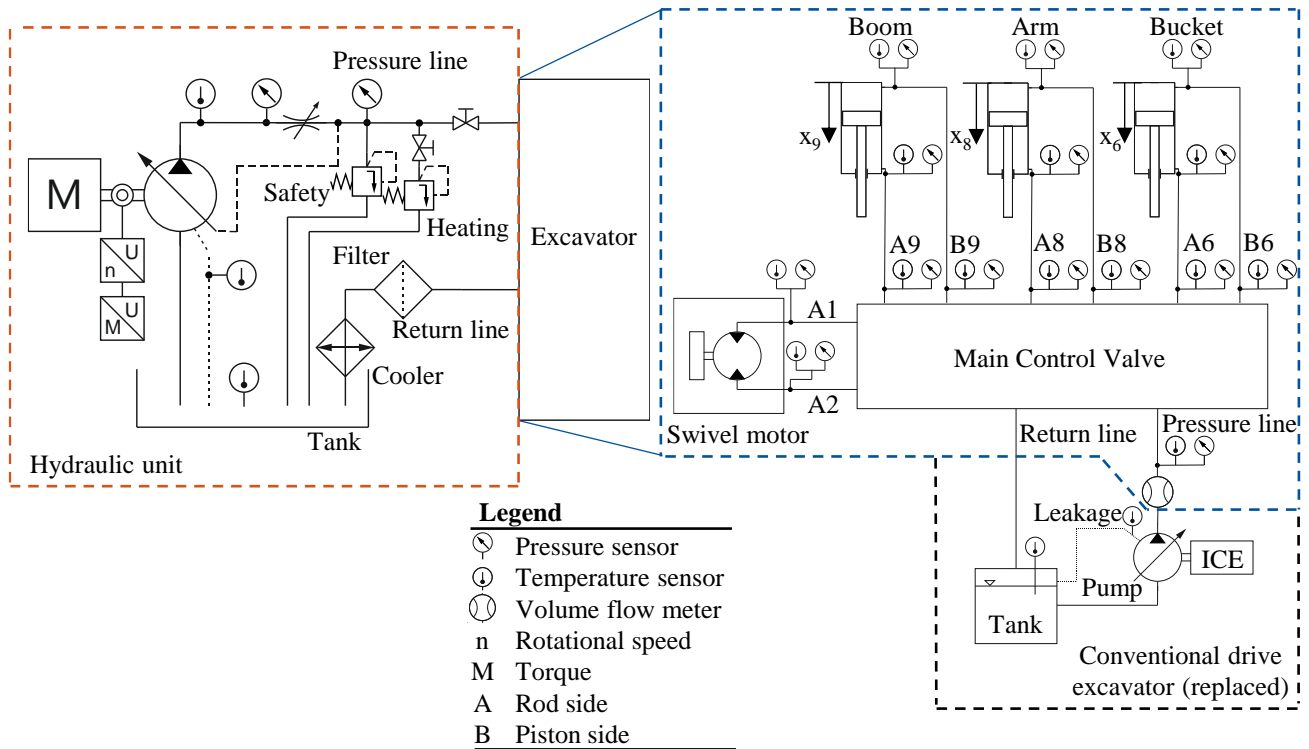 Pressure line
M
Safety
Heating
n U
M U
Filter
Return line
Cooler
Tank
Hydraulic unit
Excavator
Boom
Arm
Bucket
x9
x8
x6
A9
B9
A8
B8
A6
B6
A1
A2
Main Control Valve
Swivel motor
Return line
Pressure line
Leakage
Pump
ICE
Tank
Conventional drive
excavator (replaced)
Legend
Pressure sensor
Temperature sensor
Volume flow meter
n Rotational speed
M Torque
A Rod side
B Piston side